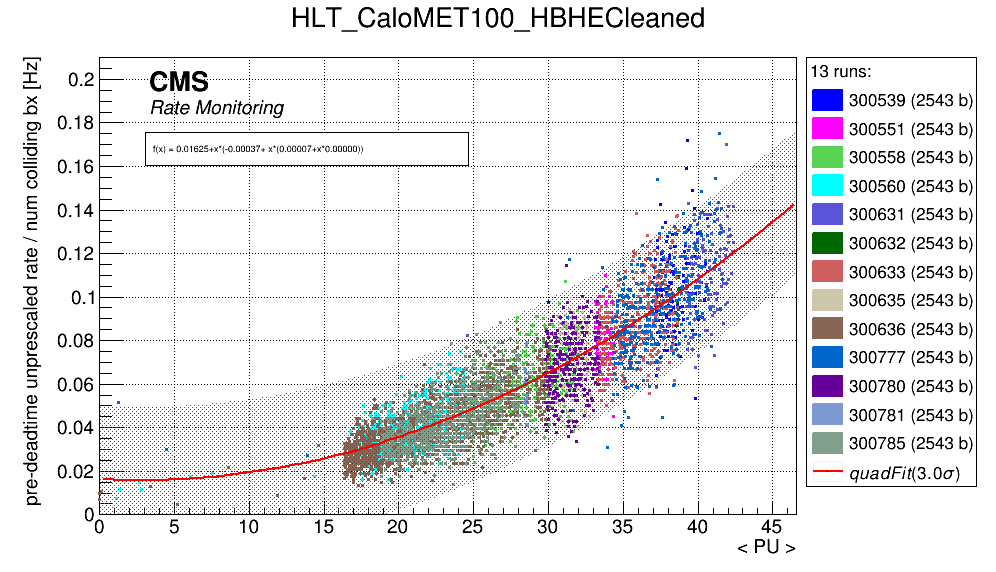 HLT_CaloMET100_HBHECleaned
pre-deadtime unprescaled rate / num colliding bx [Hz]
CMS
Rate Monitoring
f(x) = 0.01625+x*(-0.00037+ x*(0.00007+x*0.00000))
0.2
0.18
0.16
0.14
0.12
0.1
0.08
0.06
0.04
0.02
0
0 5 10 15 20 25 30 35 40 45
< PU >
13 runs:
300539 (2543 b)
300551 (2543 b)
300558 (2543 b)
300560 (2543 b)
300631 (2543 b)
300632 (2543 b)
300633 (2543 b)
300635 (2543 b)
300636 (2543 b)
300777 (2543 b)
300780 (2543 b)
300781 (2543 b)
300785 (2543 b)
quadFit(3.0σ)